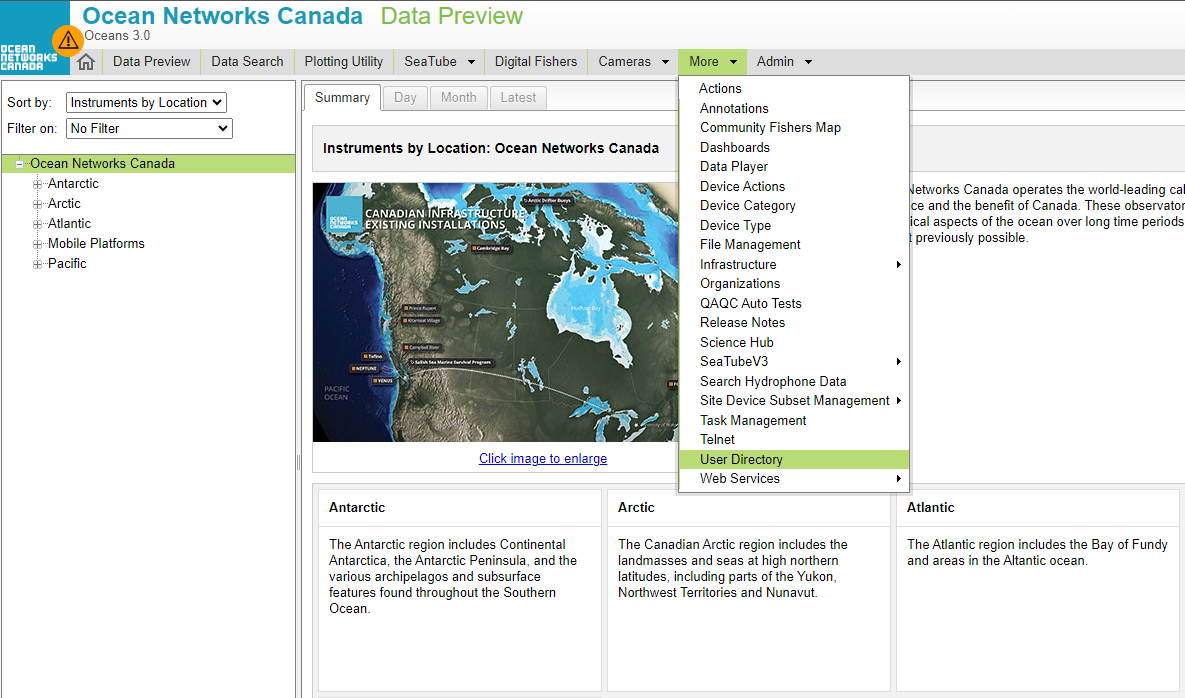 Ocean Networks Canada Data Preview
Oceans 3.0
OCEAN
NETWORKS
CANADA
Data Preview Data Search Plotting Utility SeaTube Digital Fishers Cameras More Admin
Sort by: Instruments by Location
Filter on: No Filter
Ocean Networks Canada
Antarctic
Arctic
Atlantic
Mobile Platforms
Pacific
Summary Day Month Latest
Instruments by Location: Ocean Networks Canada
OCEAN
NETWORKS
CANADA
CANADIAN INFRASTRUCTURE
EXISTING INSTALLATIONS
Arctic Drifter Buoys
Cambridge Bay
Hudson Bay
Prince Rupert
Kitamaat Village
Campbell River
Salish Sea Marine Survival Program
Tofino
NEPTUNE
VENUS
PACIFIC
OCEAN
Click image to enlarge
Actions
Annotations
Community Fishers Map
Dashboards
Data Player
Device Actions
Device Category
Device Type
File Management
Infrastructure
Organizations
QAQC Auto Tests
Release Notes
Science Hub
SeaTubeV3
Search Hydrophone Data
Site Device Subset Management
Task Management
Telnet
User Directory
Web Services
Networks Canada operates the world-leading
and the benefit of Canada. These
aspects of the ocean over long time periods
previously possible.
Antarctic
The Antarctic region includes Continental
Antarctica, the Antarctic Peninsula, and the
various archipelagos and subsurface
features found throughout the Southern
Ocean.
Arctic
The Canadian Arctic region includes the
landmasses and seas at high northern
latitudes, including parts of the Yukon,
Northwest Territories and Nunavut.
Atlantic
The Atlantic region includes the Bay of Fundy
and areas in the Altantic ocean.